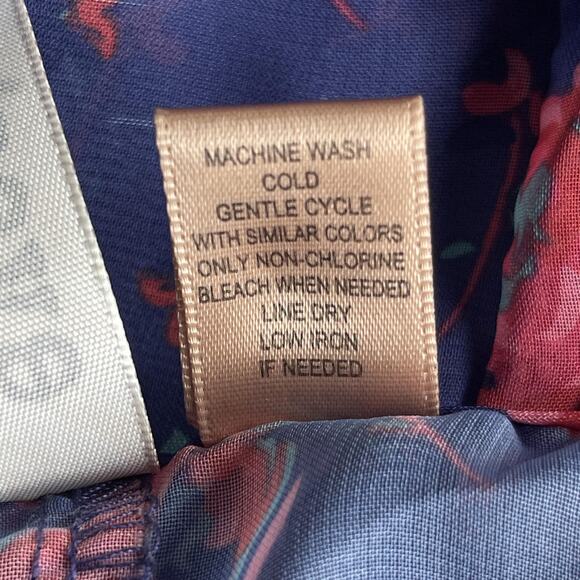 MACHINE WASH
COLD
GENTLE CYCLE
WITH SIMILAR COLORS
ONLY NON-CHLORINE
BLEACH WHEN NEEDED
LINE DRY
LOW IRON
IF NEEDED